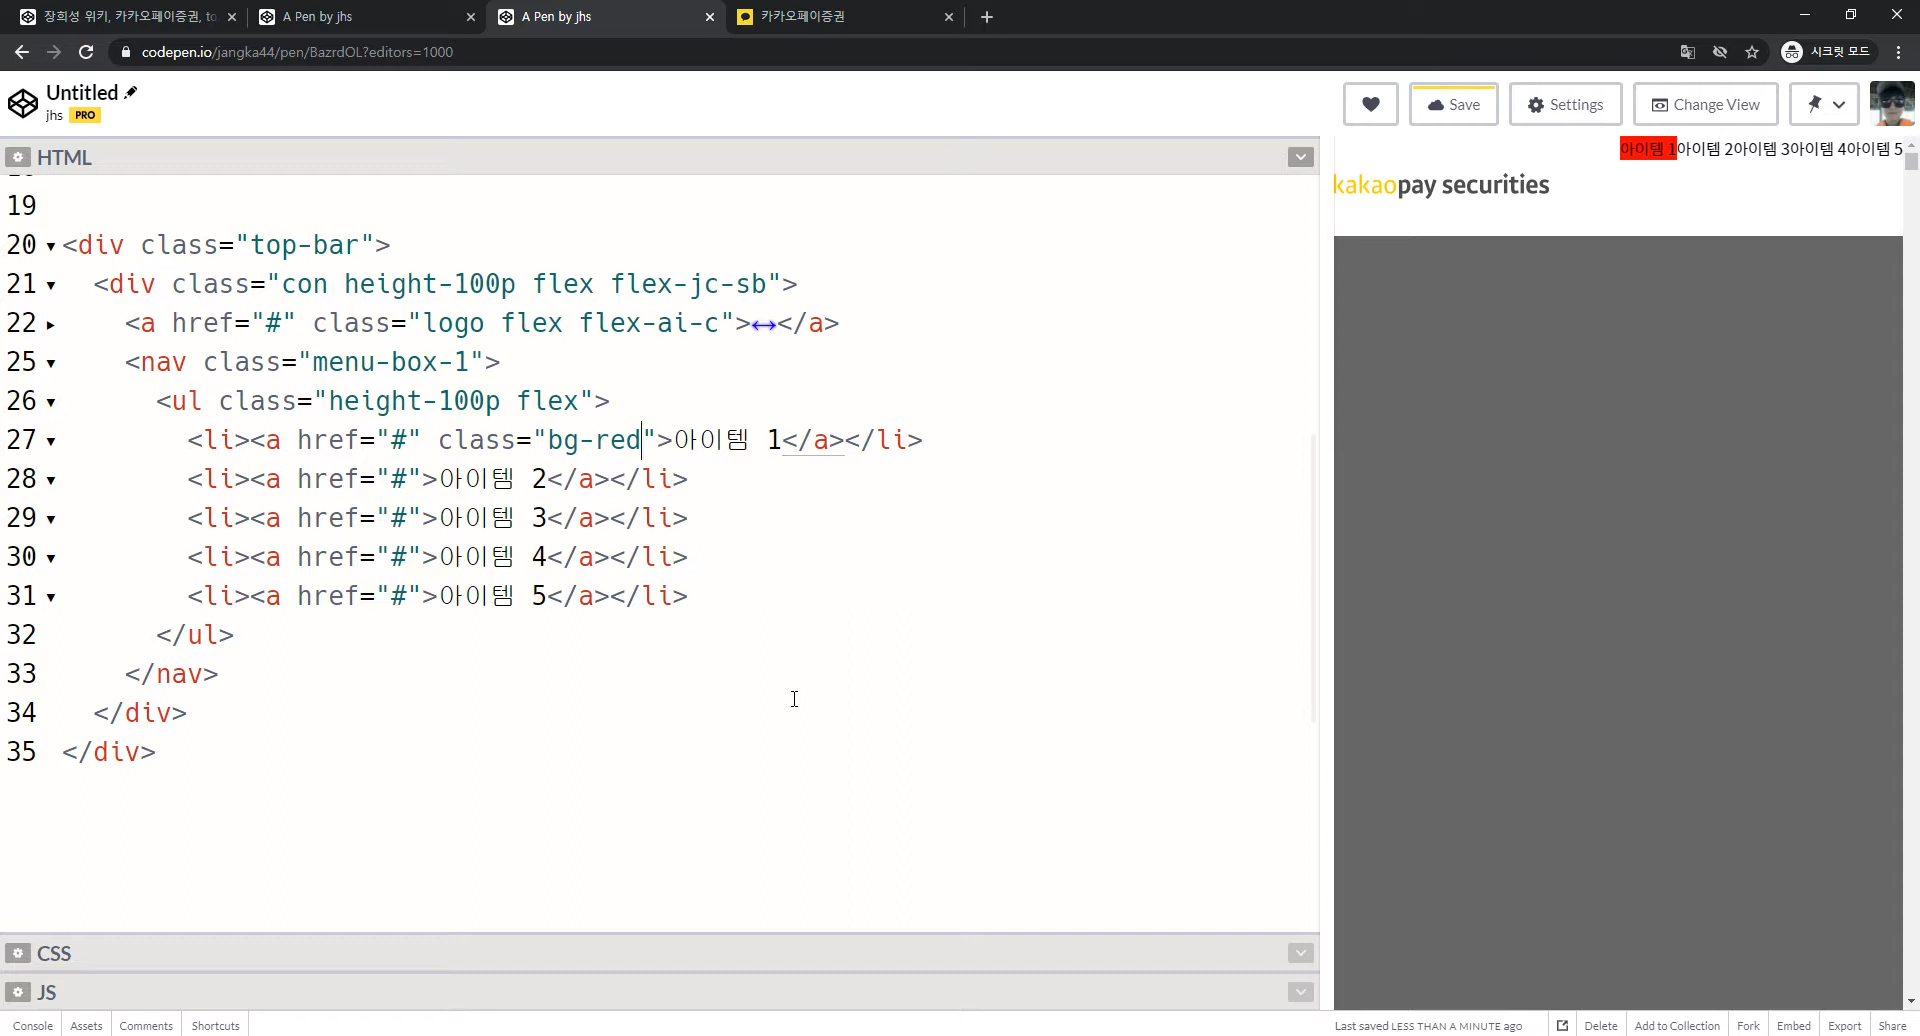 장희성 위키, 카카오페이증권, to
A Pen by jhs
A Pen by jhs
카카오페이증권
codepen.io/jangka44/pen/BazrdOL?editors=1000
시크릿 모드
Untitled
jhs PRO
Save
Settings
Change View
HTML
19
20 <div class="top-bar">
21 <div class="con height-100p flex flex-jc-sb">
22 <a href="#" class="logo flex flex-ai-c">↔</a>
25 <nav class="menu-box-1">
26 <ul class="height-100p flex">
27 <li><a href="#" class="bg-red">아이템 1</a></li>
28 <li><a href="#">아이템 2</a></li>
29 <li><a href="#">아이템 3</a></li>
30 <li><a href="#">아이템 4</a></li>
31 <li><a href="#">아이템 5</a></li>
32 </ul>
33 </nav>
34 </div>
35 </div>
아이템 1아이템 2아이템 3아이템 4아이템 5
kakaopay securities
CSS
JS
Console Assets Comments Shortcuts
Last saved LESS THAN A MINUTE ago
Delete Add to Collection Fork Embed Export Share